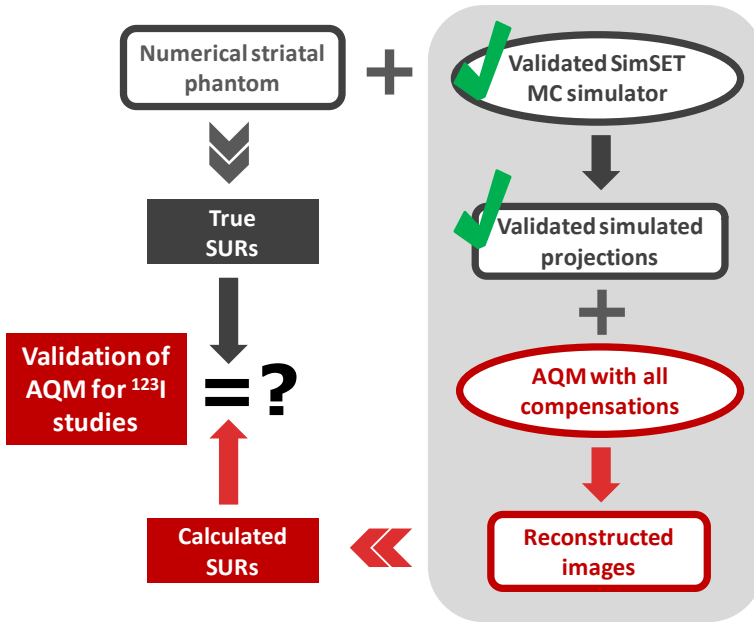 Numerical striatal
phantom
+
Validated SimSET
MC simulator
True
SURs
Validated simulated
projections
+
Validation of
AQM for ¹²³I
studies
=?
AQM with all
compensations
Calculated
SURs
Reconstructed
images